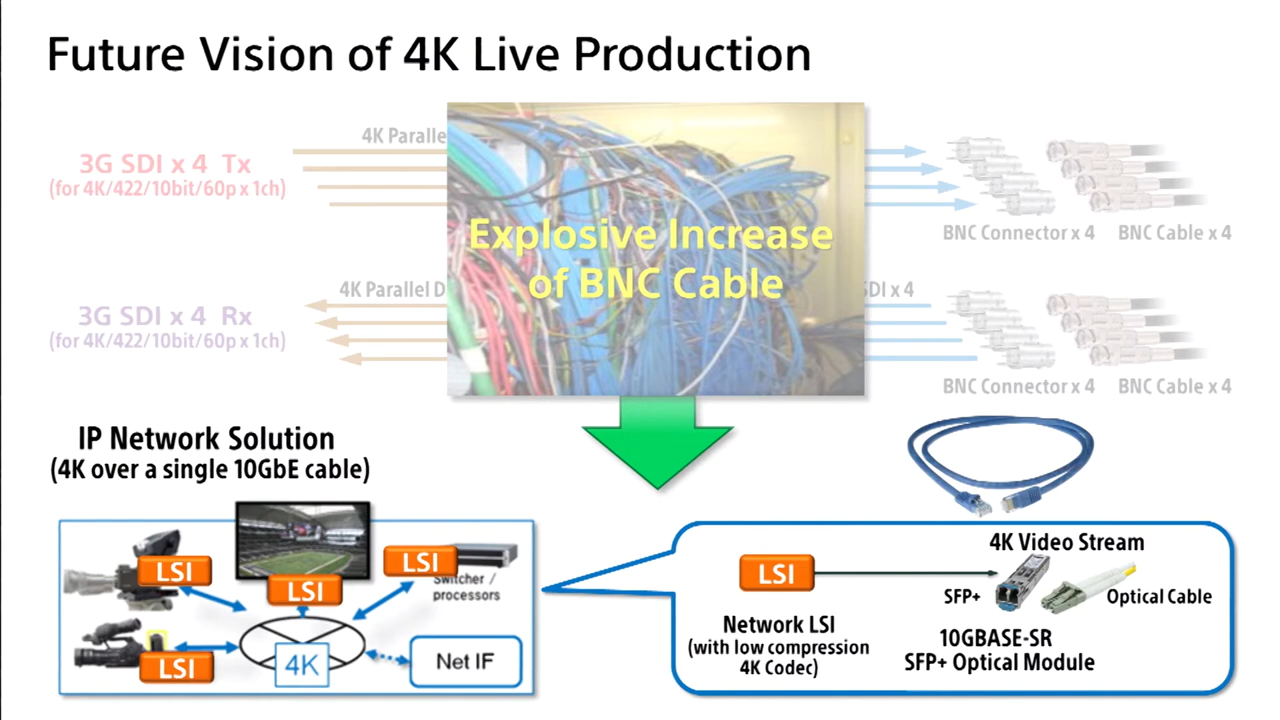 Future Vision of 4K Live Production
4K Paralle
3G SDI x 4 Tx
(for 4K/422/10bit/60p x 1ch)
Explosive Increase
of BNC Cable
BNC Connector x 4
BNC Cable x 4
4K Parallel D
SDI x 4
3G SDI x 4 Rx
(for 4K/422/10bit/60p x 1ch)
BNC Connector x 4
BNC Cable x 4
IP Network Solution
(4K over a single 10GbE cable)
LSI
LSI
LSI
Switcher /
processors
LSI
4K
Net IF
4K Video Stream
LSI
SFP+
Optical Cable
Network LSI
(with low compression
4K Codec)
10GBASE-SR
SFP+ Optical Module